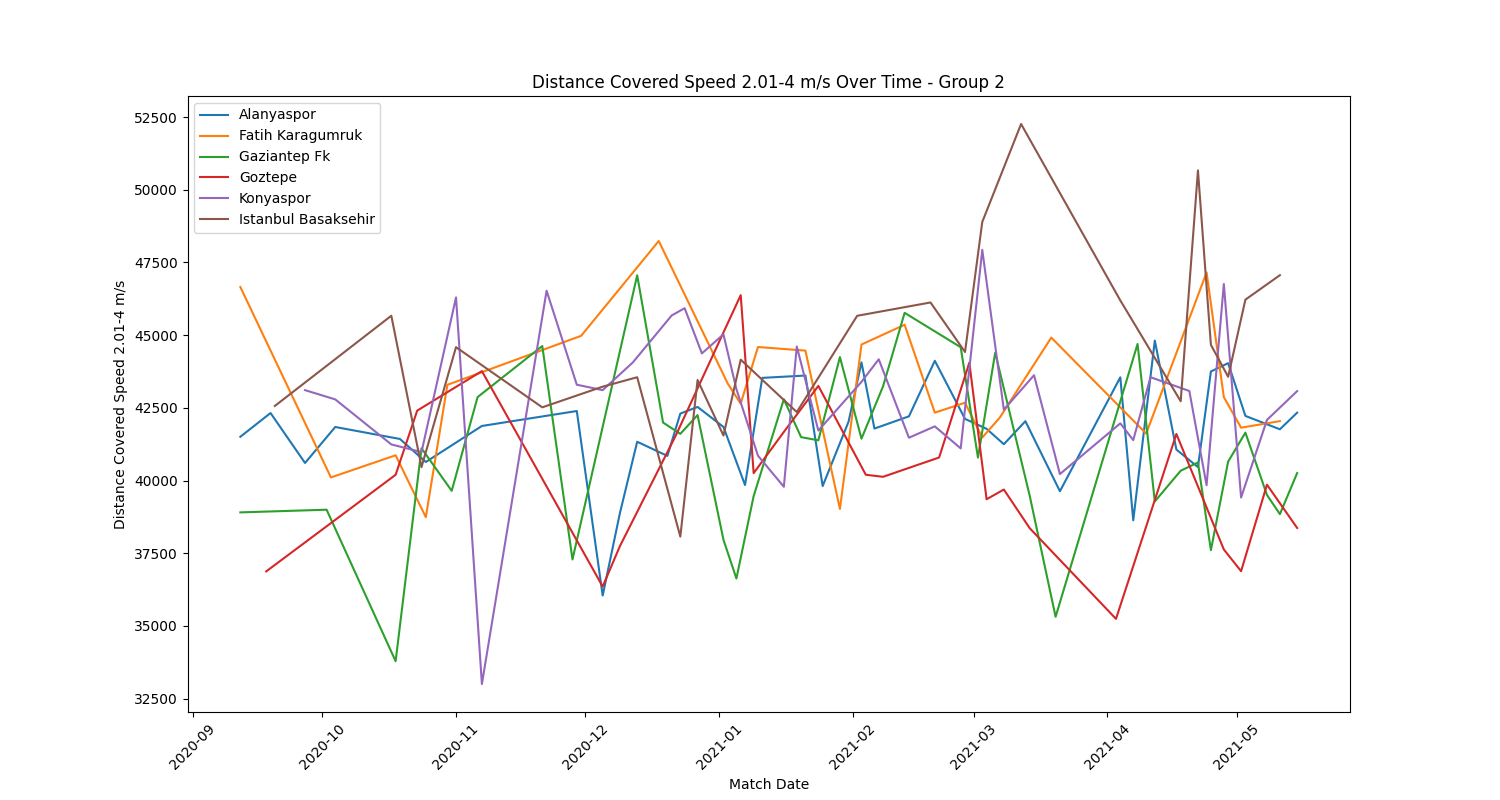 Distance Covered Speed 2.01-4 m/s Over Time - Group 2
Alanyaspor
Fatih Karagumruk
Gaziantep Fk
Goztepe
Konyaspor
Istanbul Basaksehir
Distance Covered Speed 2.01-4 m/s
52500
50000
47500
45000
42500
40000
37500
35000
32500
2020-09
2020-10
2020-11
2020-12
2021-01
2021-02
2021-03
2021-04
2021-05
Match Date